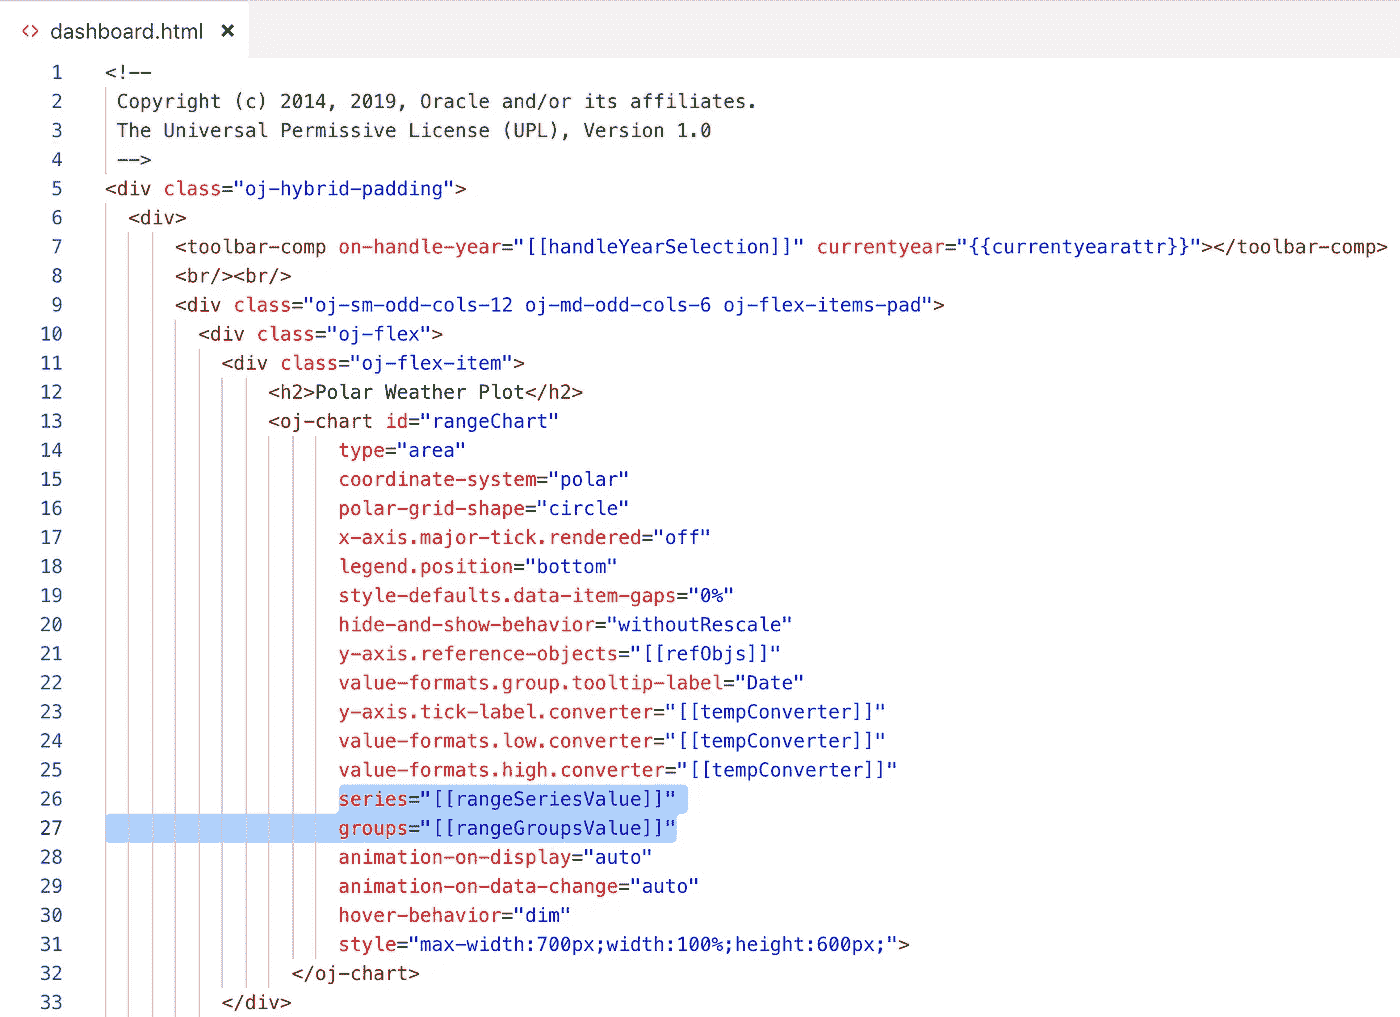 <> dashboard.html ×
1 <!--
2 Copyright (c) 2014, 2019, Oracle and/or its affiliates.
3 The Universal Permissive License (UPL), Version 1.0
4 -->
5 <div class="oj-hybrid-padding">
6 <div>
7 <toolbar-comp on-handle-year="[[handleYearSelection]]" currentyear="{{currentyearattr}}"></toolbar-comp>
8 <br/><br/>
9 <div class="oj-sm-odd-cols-12 oj-md-odd-cols-6 oj-flex-items-pad">
10 <div class="oj-flex">
11 <div class="oj-flex-item">
12 <h2>Polar Weather Plot</h2>
13 <oj-chart id="rangeChart"
14 type="area"
15 coordinate-system="polar"
16 polar-grid-shape="circle"
17 x-axis.major-tick.rendered="off"
18 legend.position="bottom"
19 style-defaults.data-item-gaps="0%"
20 hide-and-show-behavior="withoutRescale"
21 y-axis.reference-objects="[[refObjs]]"
22 value-formats.group.tooltip-label="Date"
23 y-axis.tick-label.converter="[[tempConverter]]"
24 value-formats.low.converter="[[tempConverter]]"
25 value-formats.high.converter="[[tempConverter]]"
26 series="[[rangeSeriesValue]]"
27 groups="[[rangeGroupsValue]]"
28 animation-on-display="auto"
29 animation-on-data-change="auto"
30 hover-behavior="dim"
31 style="max-width:700px;width:100%;height:600px;">
32 </oj-chart>
33 </div>